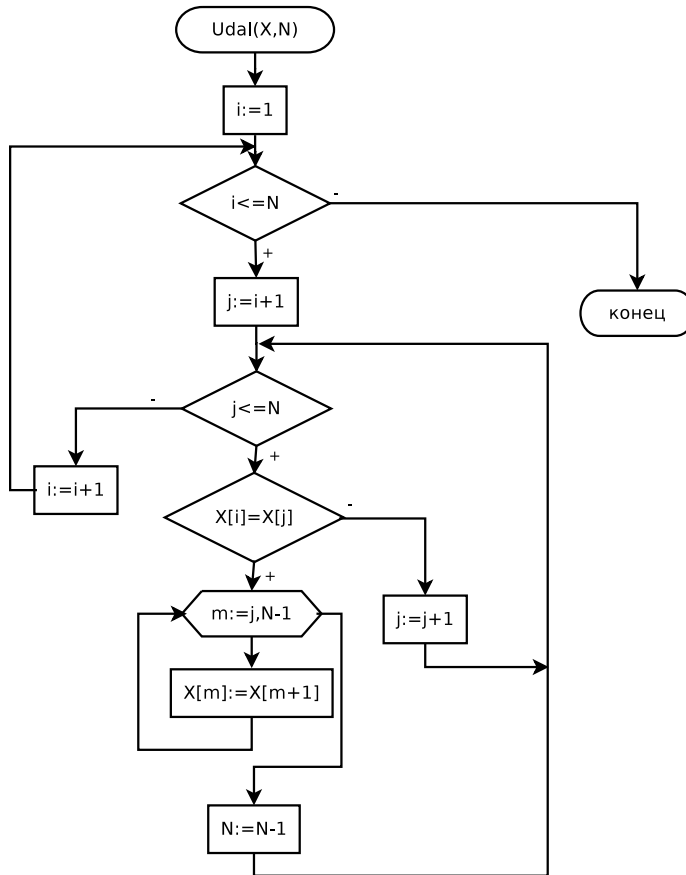 Udal(X,N)
i:=1
i<=N
-
+
j:=i+1
конец
j<=N
-
+
i:=i+1
X[i]=X[j]
-
+
m:=j,N-1
j:=j+1
X[m]:=X[m+1]
N:=N-1